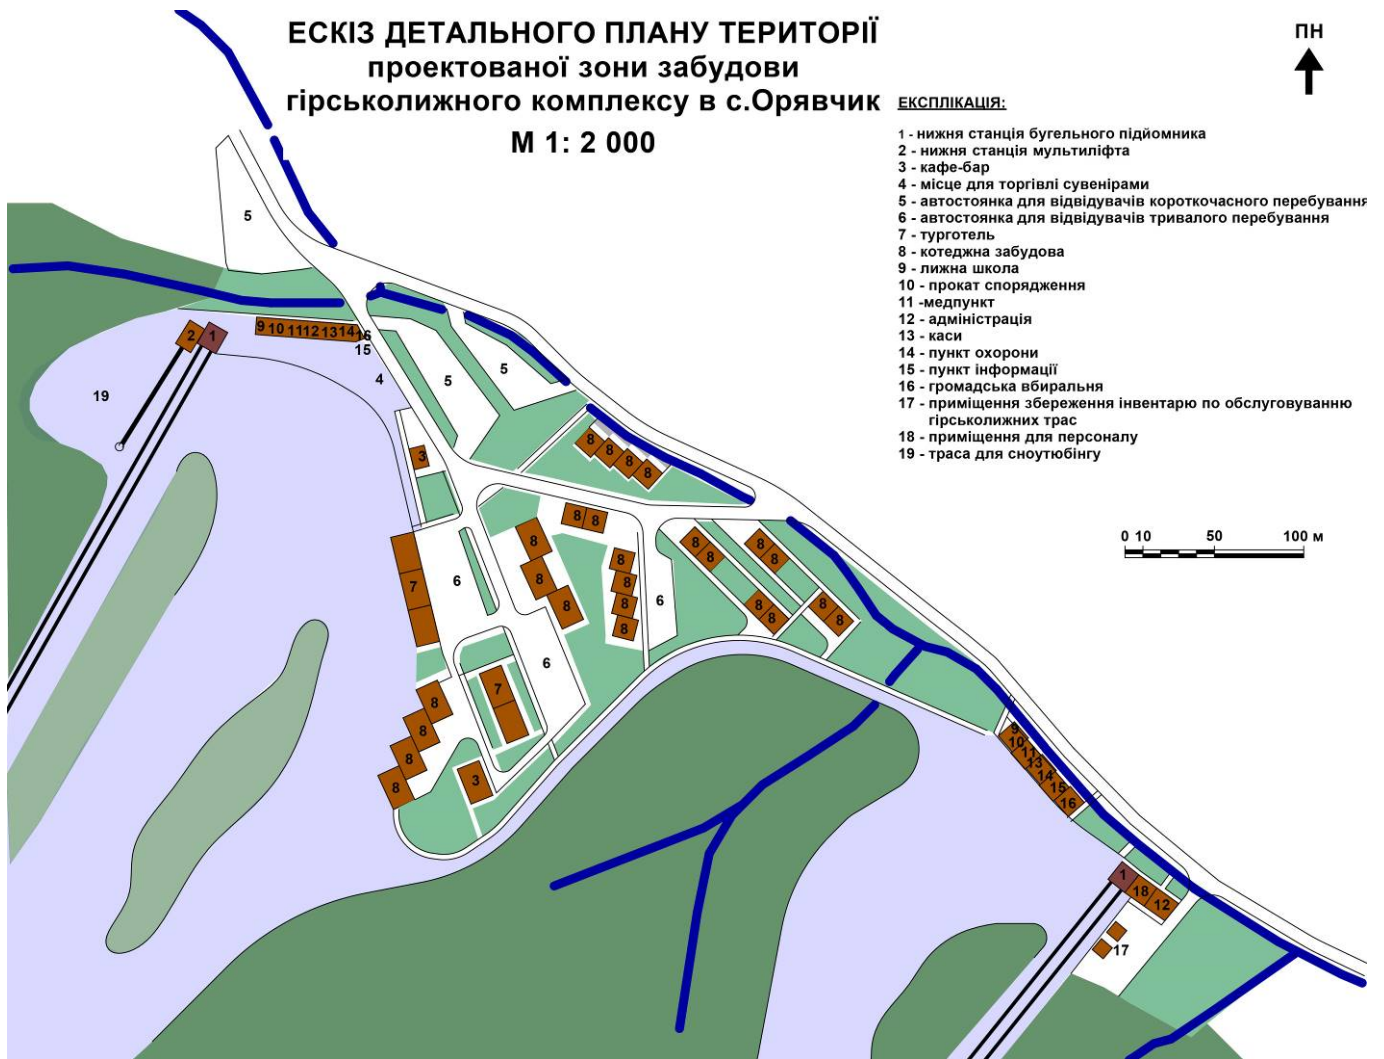 ЕСКІЗ ДЕТАЛЬНОГО ПЛАНУ ТЕРИТОРІЇ
проектованої зони забудови
гірськолижного комплексу в с.Орявчик
М 1: 2 000
ПН
ЕКСПЛІКАЦІЯ:
1 - нижня станція бугельного підйомника
2 - нижня станція мультиліфта
3 - кафе-бар
4 - місце для торгівлі сувенірами
5 - автостоянка для відвідувачів короткочасного перебування
6 - автостоянка для відвідувачів тривалого перебування
7 - турготель
8 - котеджна забудова
9 - лижна школа
10 - прокат спорядження
11 -медпункт
12 - адміністрація
13 - каси
14 - пункт охорони
15 - пункт інформації
16 - громадська вбиральня
17 - приміщення збереження інвентарю по обслуговуванню
гірськолижних трас
18 - приміщення для персоналу
19 - траса для сноутюбінгу
0 10 50 100 м
5
2 1 9 10 11 12 13 14 16
15
4 5 5
19
3
8 8 8 8
8 8
8 8 8
8 8 8 8
8 8
8 8
8 8
8 8
7 6 6
6
7
8 8 8 8
3
9
10
11
13
14
15
16
1 18 12
17